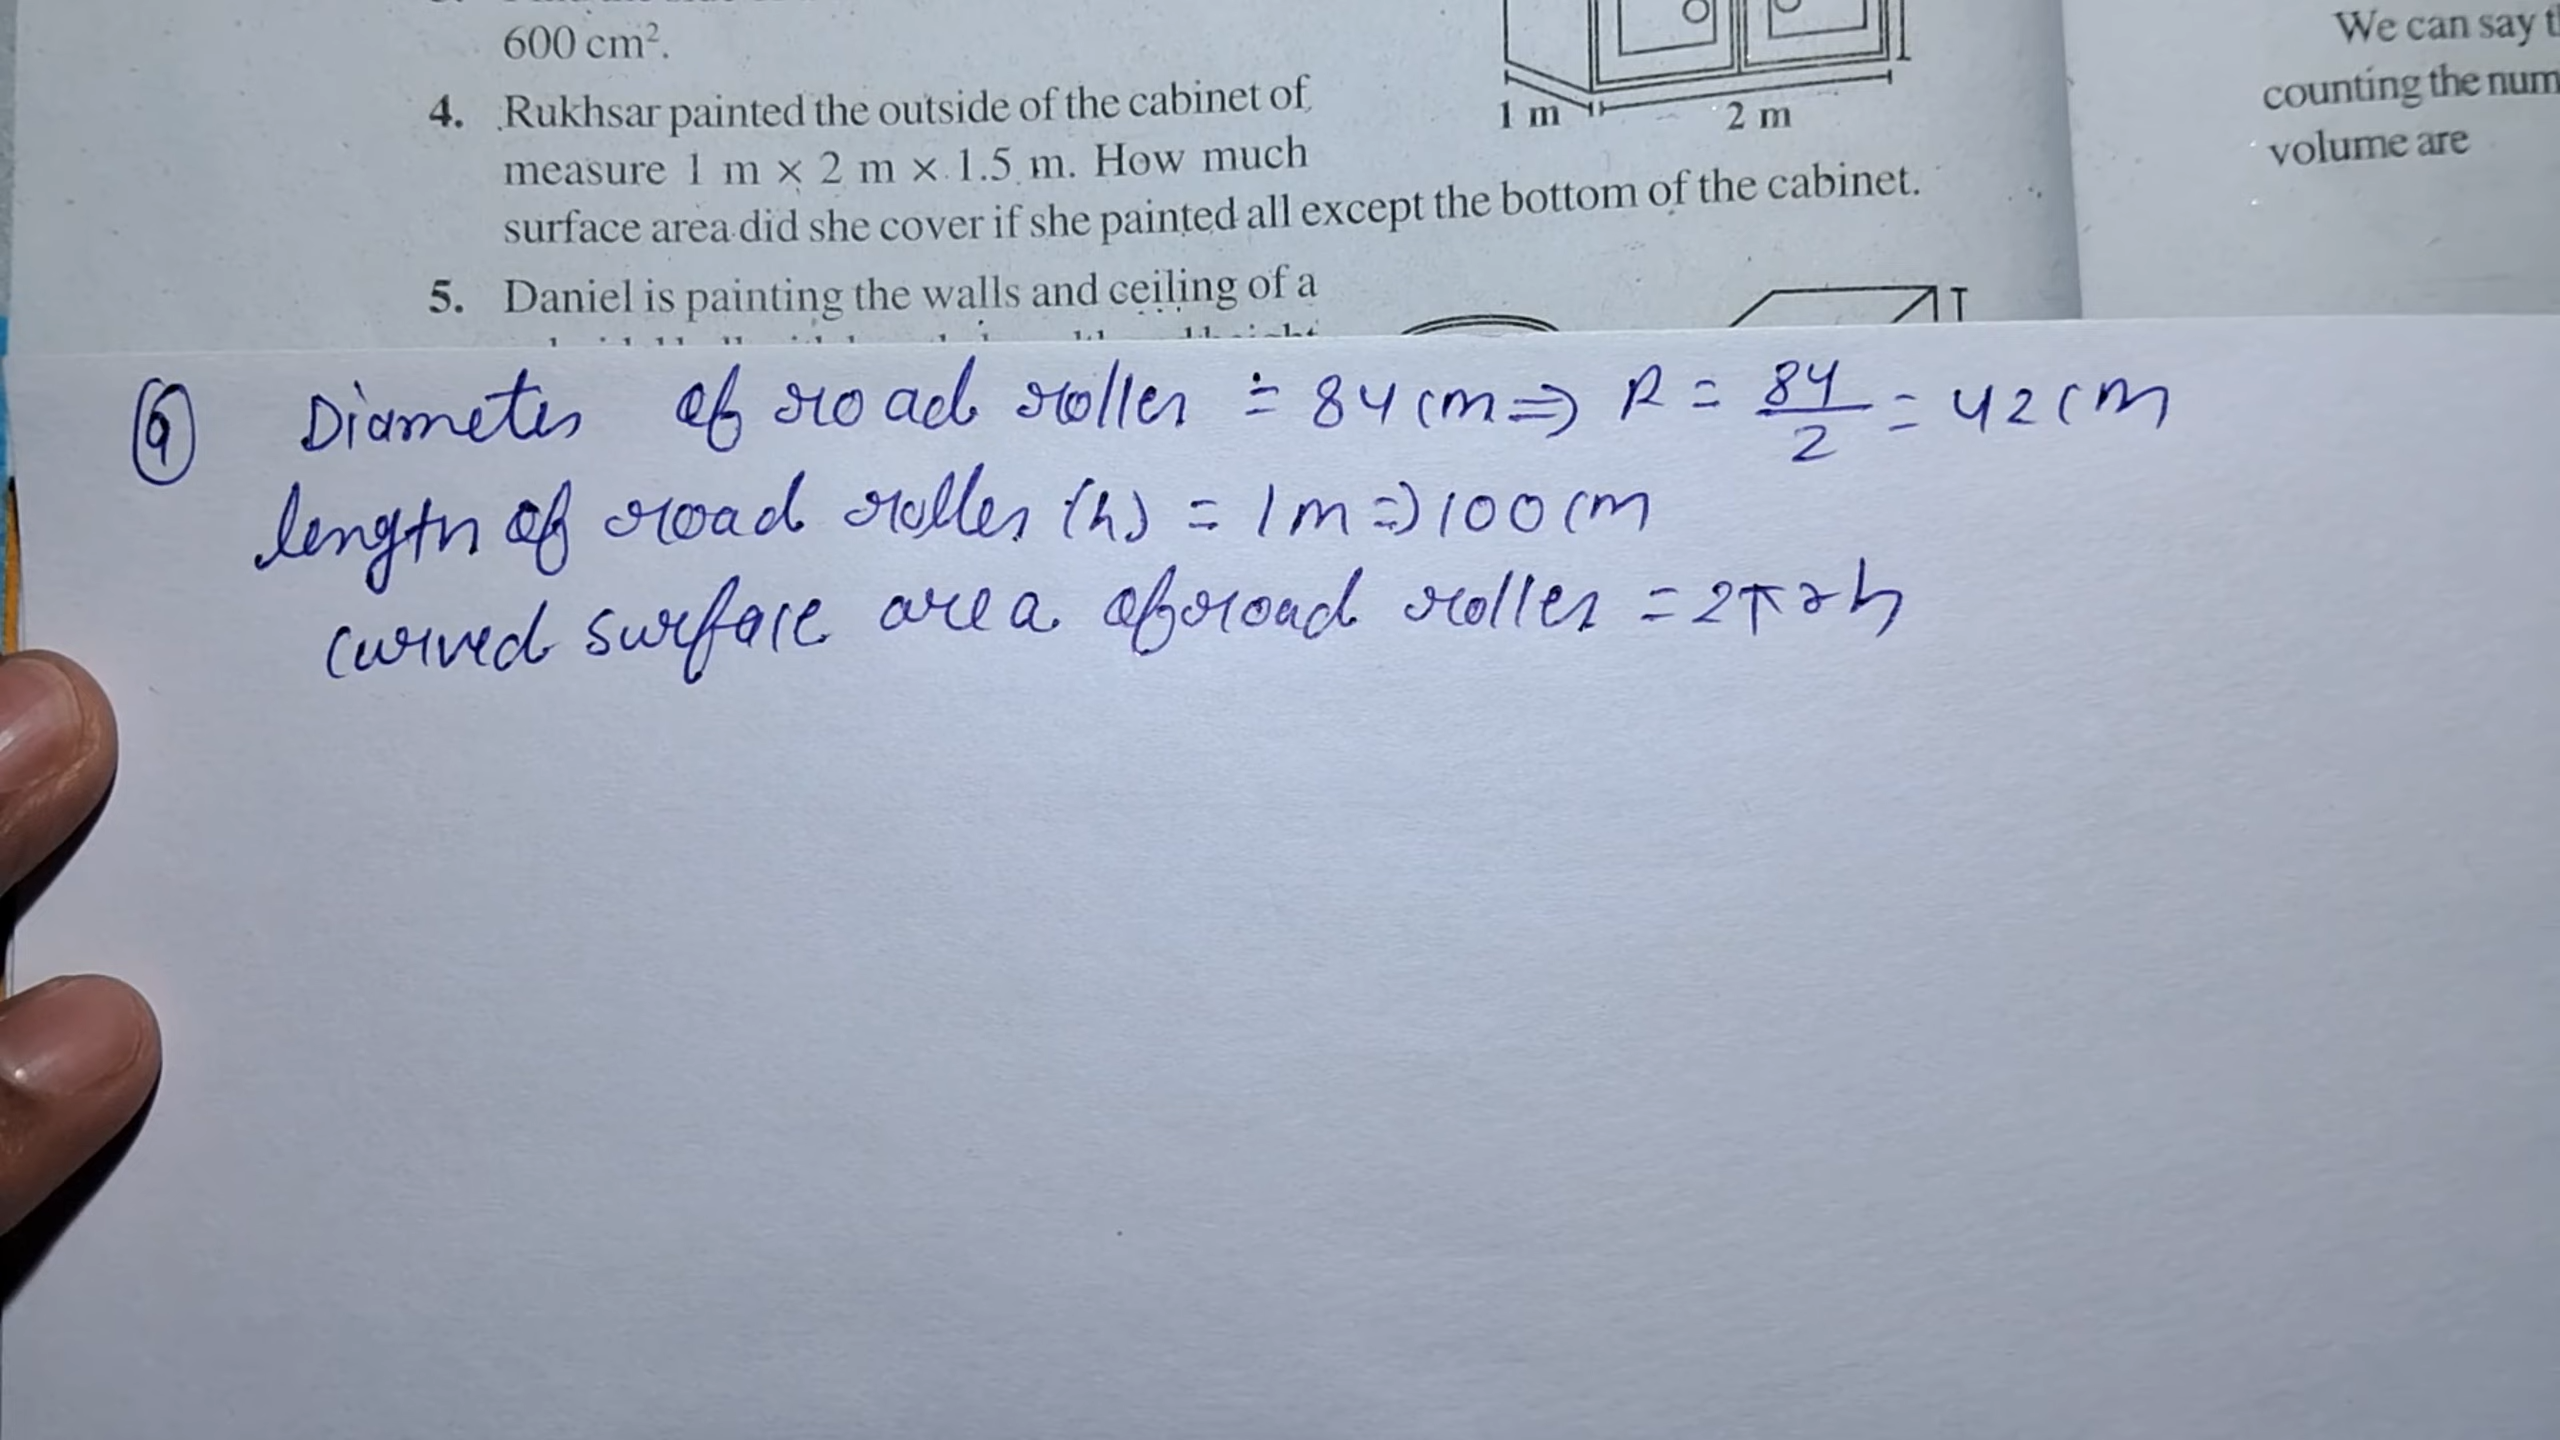 600 cm².
4. Rukhsar painted the outside of the cabinet of
measure 1 m × 2 m × 1.5 m. How much
surface area did she cover if she painted all except the bottom of the cabinet.
1 m
2 m
5. Daniel is painting the walls and ceiling of a
We can say
counting the num
volume are
9 Diameter of road roller = 84 cm ⇒ R = 84/2 = 42 cm
length of road roller (h) = 1 m ⇒ 100 cm
curved surface area of road roller = 2πrh